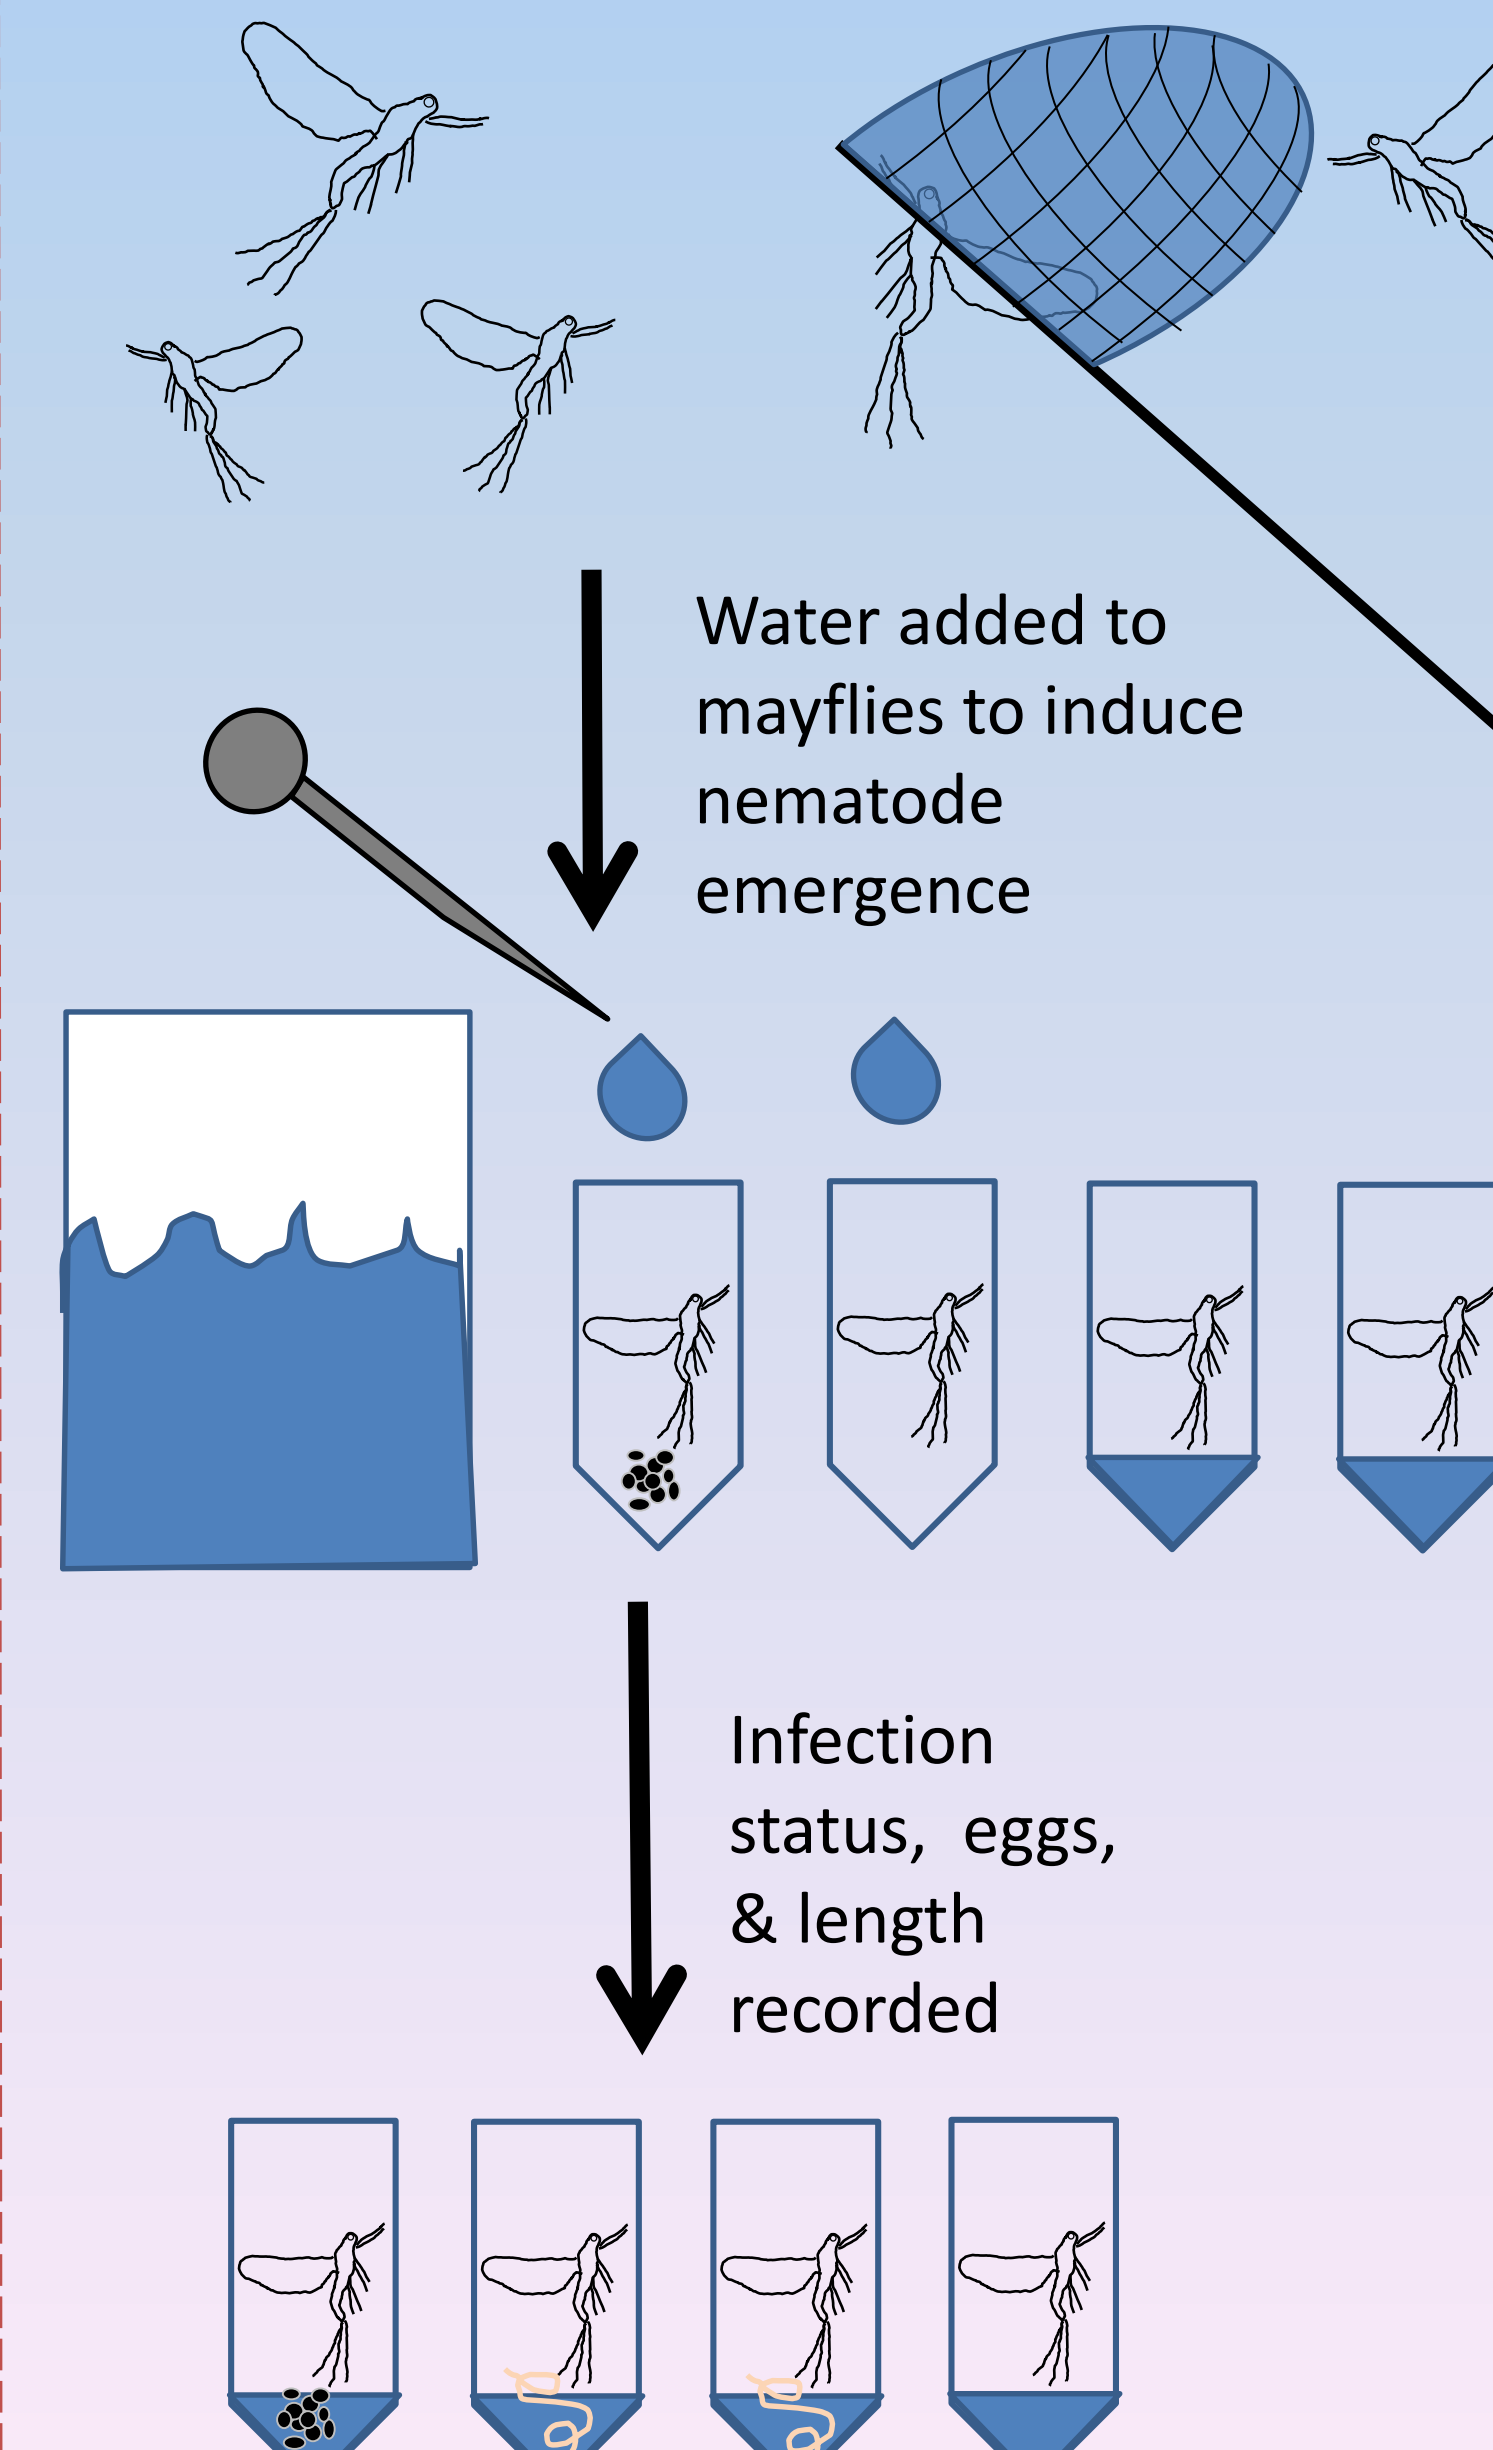 Water added to
mayflies to induce
nematode
emergence
Infection
status,  eggs,
& length
recorded